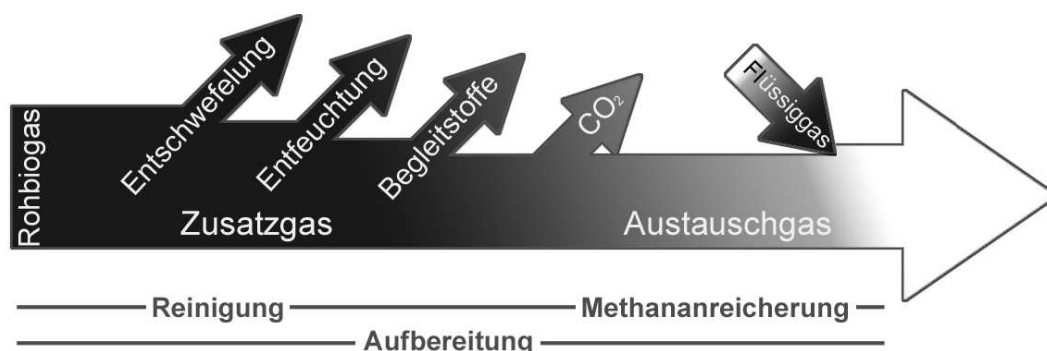 Rohbiogas
Entschwefelung
Entfeuchtung
Begleitstoffe
CO₂
Flüssiggas
Zusatzgas
Austauschgas
Reinigung
Methananreicherung
Aufbereitung